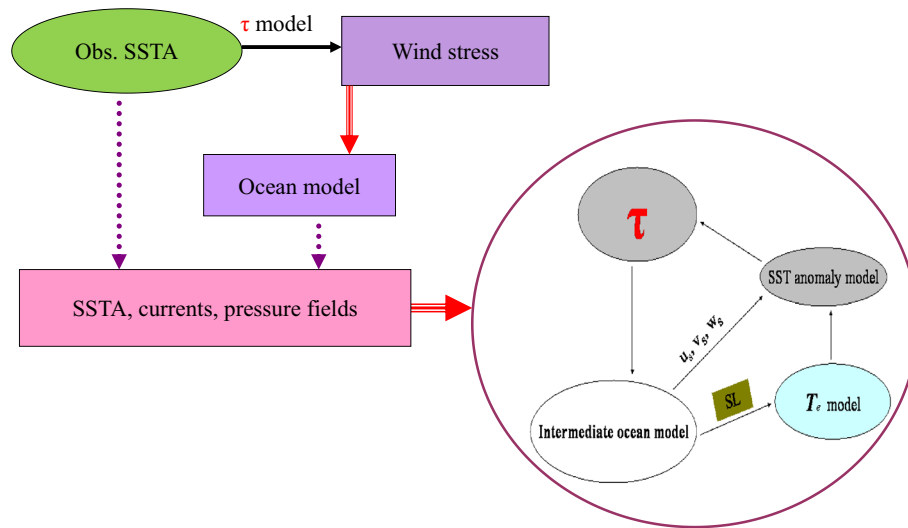 τ model
Obs. SSTA
Wind stress
Ocean model
SSTA, currents, pressure fields
τ
SST anomaly model
u_s, v_s, w_s
SL
T_e model
Intermediate ocean model